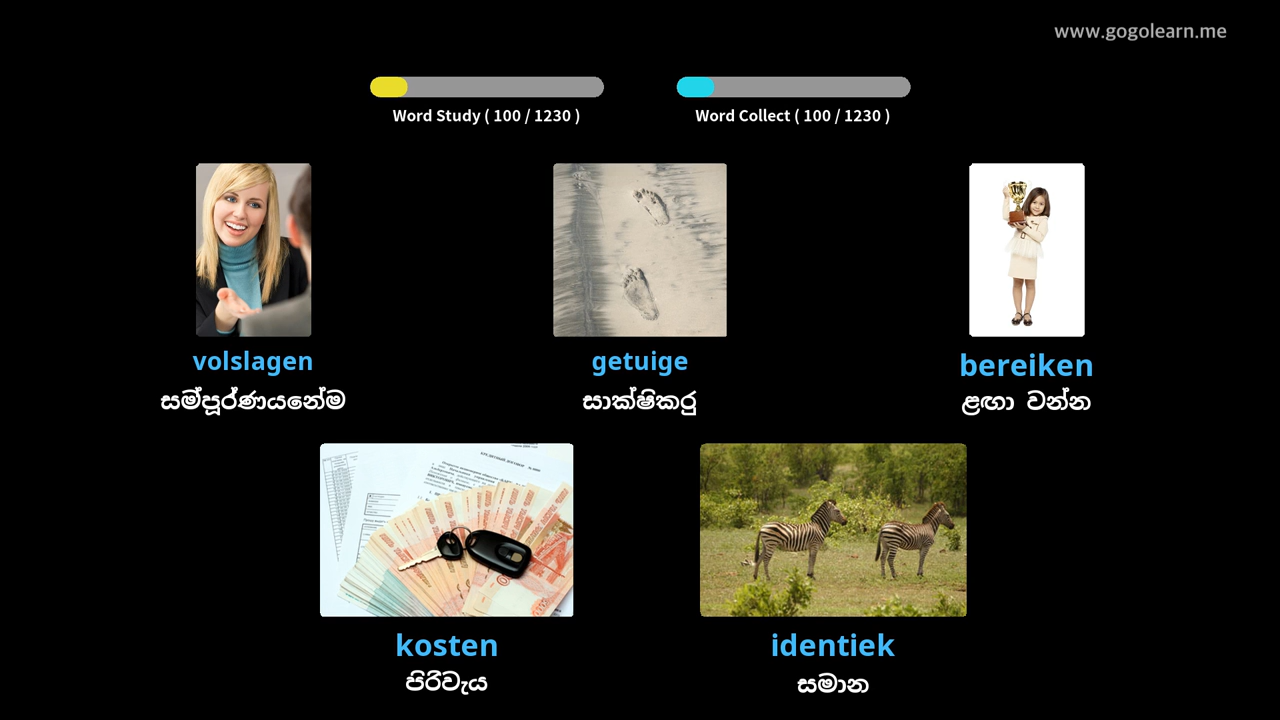 www.gogolearn.me
Word Study ( 100 / 1230 )
Word Collect ( 100 / 1230 )
volslagen
සම්පූර්ණයනේම
getuige
සාක්ෂිකරු
bereiken
ළඟා වන්න
kosten
පිරිවැය
identiek
සමාන